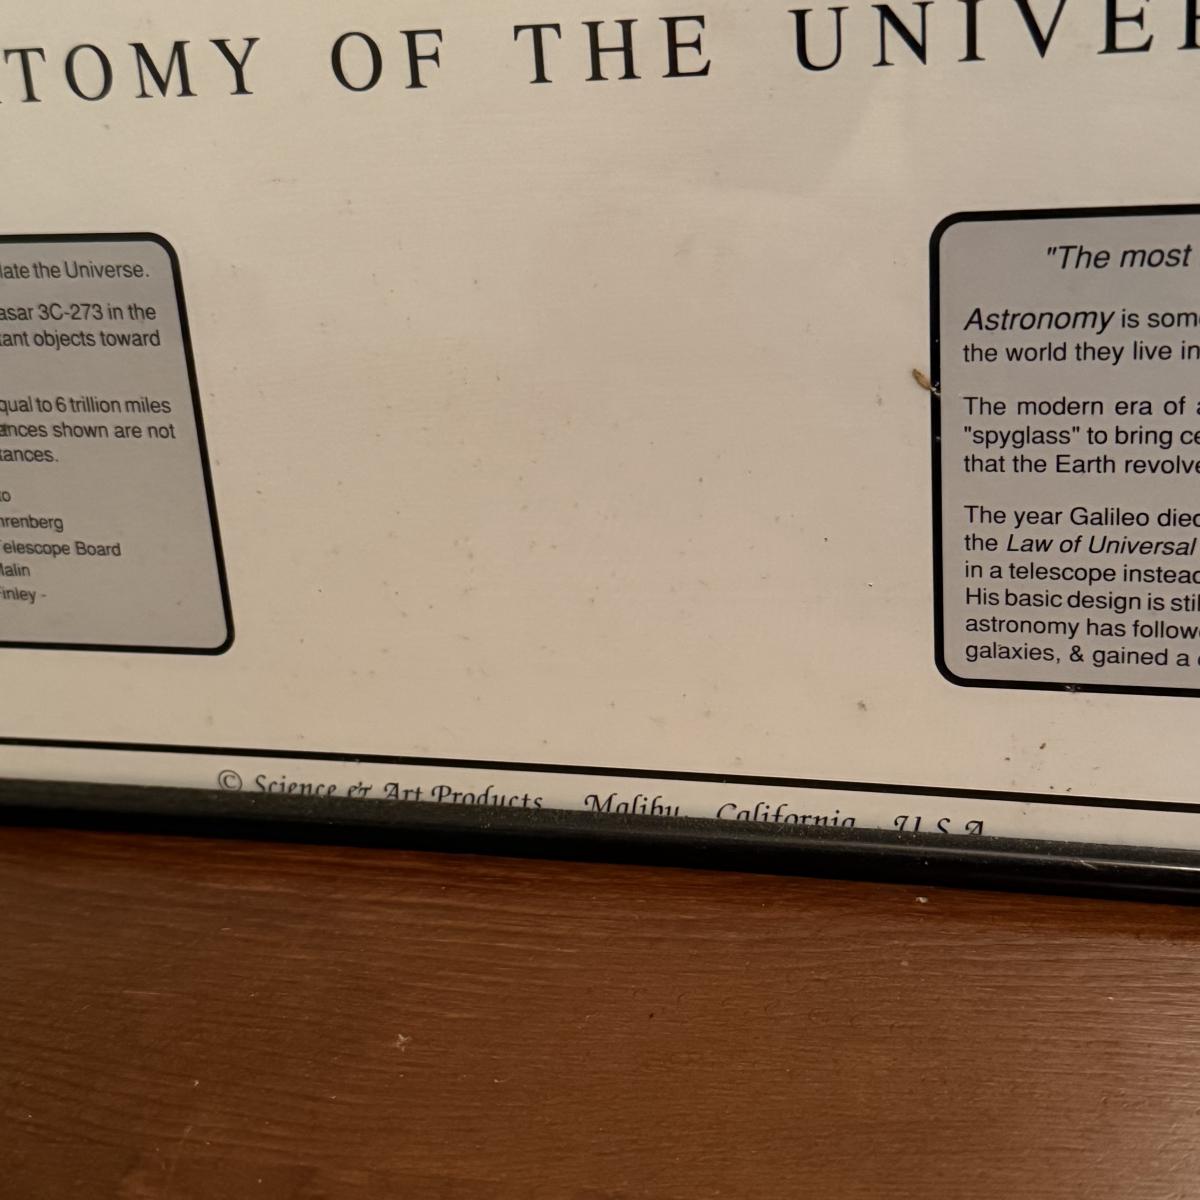 TOMY OF THE UNIVER
late the Universe.
asar 3C-273 in the
tant objects toward
qual to 6 trillion miles
ances shown are not
tances.
to
hrenberg
Telescope Board
Malin
Finley -
"The most
Astronomy is some
the world they live in
The modern era of a
"spyglass" to bring ce
that the Earth revolve
The year Galileo died
the Law of Universal
in a telescope instead
His basic design is still
astronomy has followe
galaxies, & gained a
© Science & Art Products Malibu California U.S.A.